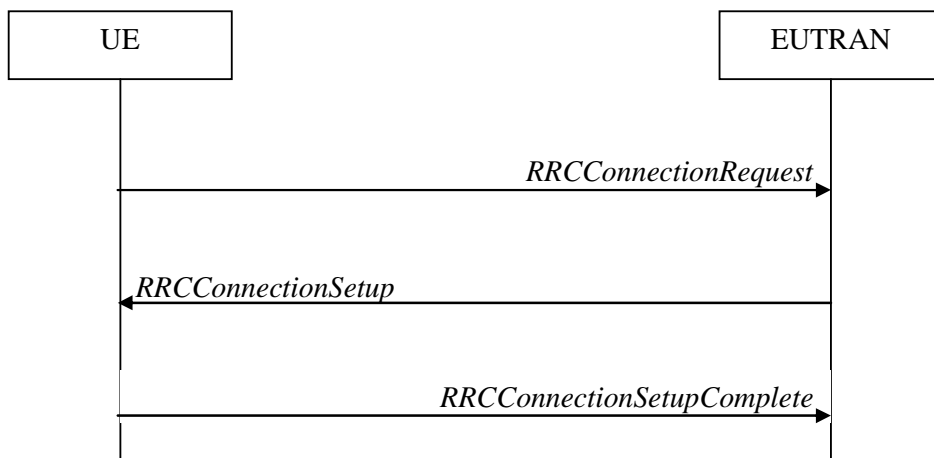 UE
EUTRAN
RRCConnectionRequest
RRCConnectionSetup
RRCConnectionSetupComplete